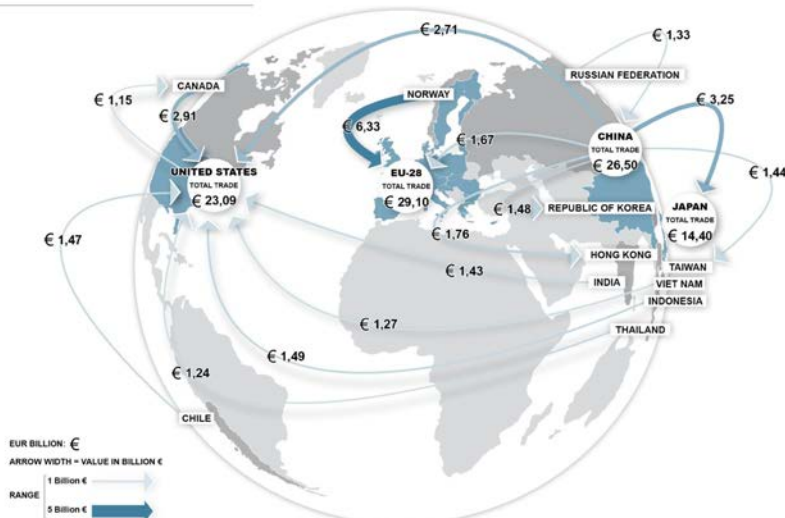 € 2,71
€ 1,33
RUSSIAN FEDERATION
CANADA
€ 1,15
NORWAY
€ 3,25
€ 2,91
€ 6,33
€ 1,67
CHINA
TOTAL TRADE
€ 26,50
UNITED STATES
TOTAL TRADE
€ 23,09
EU-28
TOTAL TRADE
€ 29,10
€ 1,44
€ 1,48
REPUBLIC OF KOREA
JAPAN
TOTAL TRADE
€ 14,40
€ 1,47
€ 1,76
HONG KONG
TAIWAN
€ 1,43
INDIA
VIET NAM
INDONESIA
€ 1,27
THAILAND
€ 1,49
€ 1,24
CHILE
EUR BILLION: €
ARROW WIDTH = VALUE IN BILLION €
RANGE
1 Billion €
5 Billion €